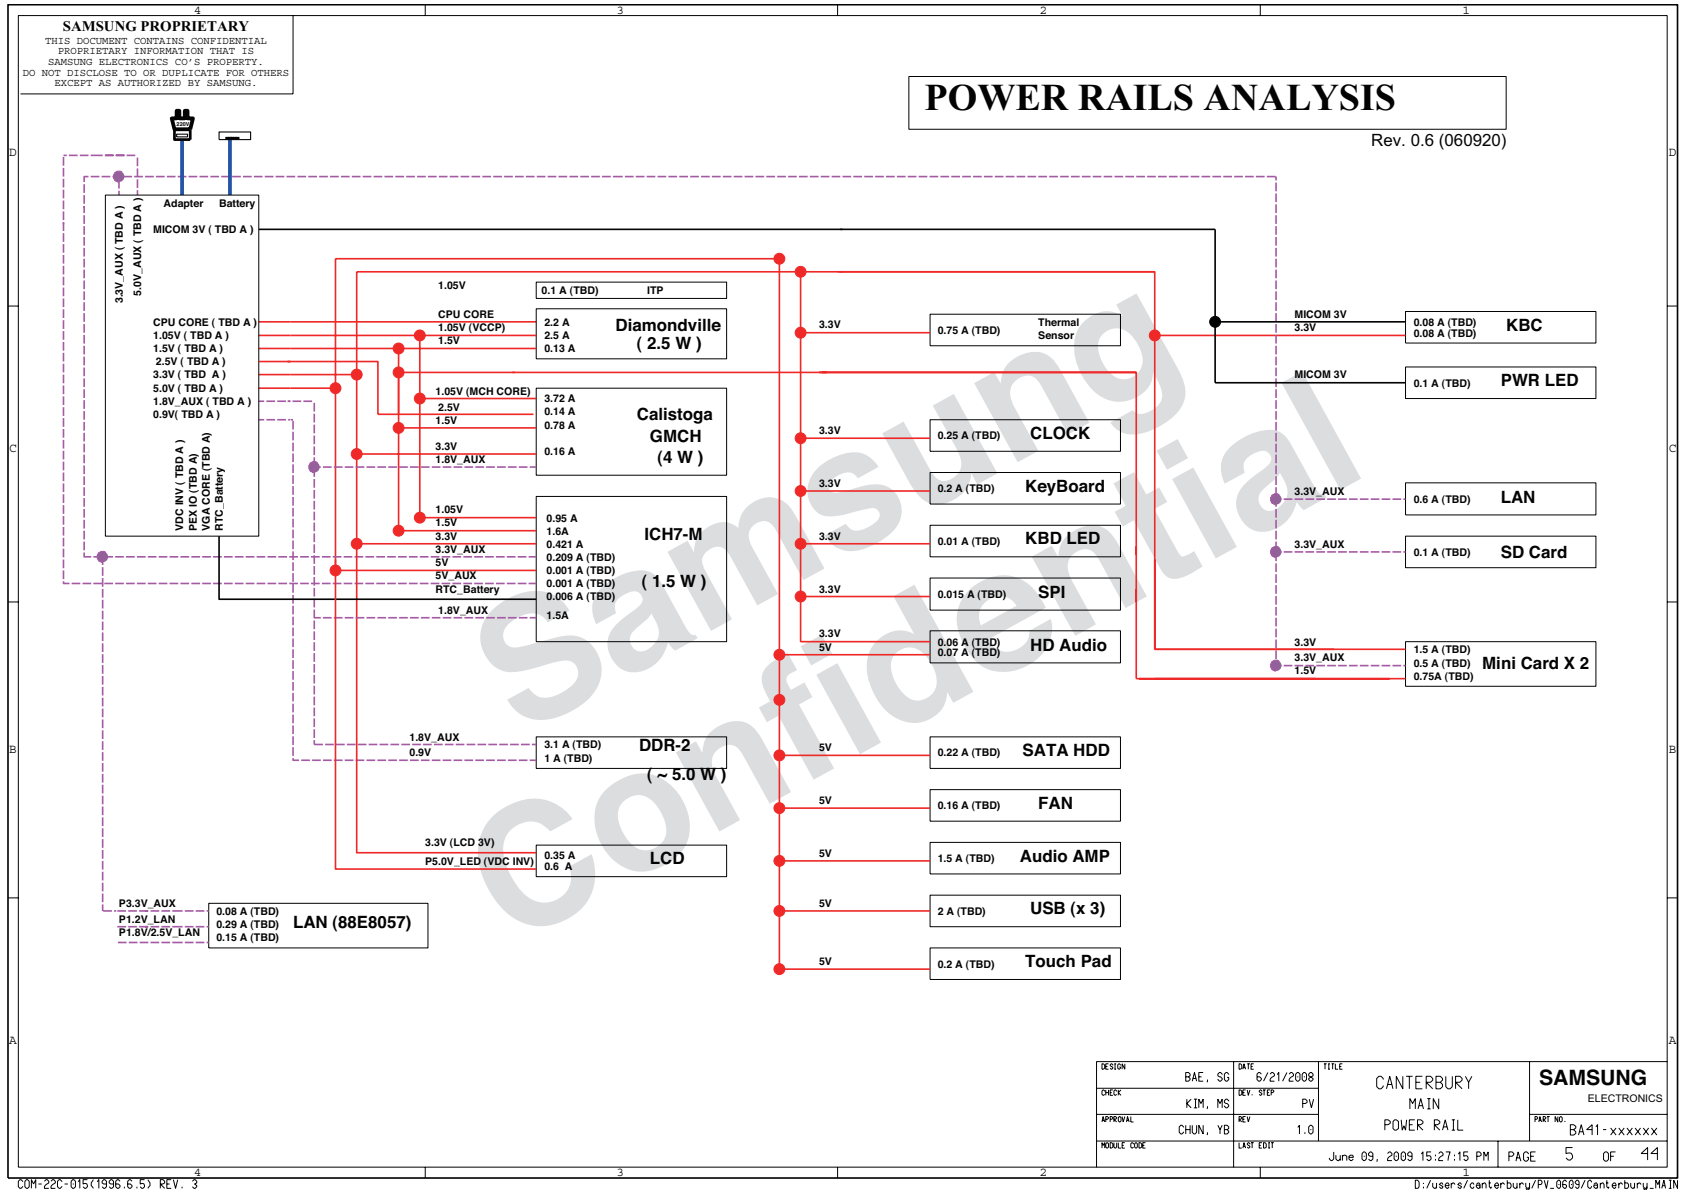 4 3 2 1
SAMSUNG PROPRIETARY
THIS DOCUMENT CONTAINS CONFIDENTIAL
PROPRIETARY INFORMATION THAT IS
SAMSUNG ELECTRONICS CO'S PROPERTY.
DO NOT DISCLOSE TO OR DUPLICATE FOR OTHERS
EXCEPT AS AUTHORIZED BY SAMSUNG.
POWER RAILS ANALYSIS
Rev. 0.6 (060920)
220V
D D
Adapter Battery
3.3V_AUX ( TBD A )
5.0V_AUX ( TBD A )
MICOM 3V ( TBD A )
CPU CORE ( TBD A )
1.05V ( TBD A )
1.5V ( TBD A )
2.5V ( TBD A )
3.3V ( TBD A )
5.0V ( TBD A )
1.8V_AUX ( TBD A )
0.9V( TBD A )
VDC INV ( TBD A )
PEX IO (TBD A)
VGA CORE (TBD A)
RTC_Battery
1.05V
0.1 A (TBD) ITP
CPU CORE
1.05V (VCCP)
1.5V
2.2 A
2.5 A
0.13 A
Diamondville
( 2.5 W )
1.05V (MCH CORE)
2.5V
1.5V
3.3V
1.8V_AUX
3.72 A
0.14 A
0.78 A
0.16 A
Calistoga
GMCH
(4 W )
1.05V
1.5V
3.3V
3.3V_AUX
5V
5V_AUX
RTC_Battery
1.8V_AUX
0.95 A
1.6A
0.421 A
0.209 A (TBD)
0.001 A (TBD)
0.001 A (TBD)
0.006 A (TBD)
1.5A
ICH7-M
( 1.5 W )
1.8V_AUX
0.9V
3.1 A (TBD)
1 A (TBD)
DDR-2
( ~ 5.0 W )
3.3V (LCD 3V)
P5.0V_LED (VDC INV)
0.35 A
0.6 A
LCD
P3.3V_AUX
P1.2V_LAN
P1.8V/2.5V_LAN
0.08 A (TBD)
0.29 A (TBD)
0.15 A (TBD)
LAN (88E8057)
3.3V
0.75 A (TBD)
Thermal
Sensor
3.3V
0.25 A (TBD) CLOCK
3.3V
0.2 A (TBD) KeyBoard
3.3V
0.01 A (TBD) KBD LED
3.3V
0.015 A (TBD) SPI
3.3V
5V
0.06 A (TBD)
0.07 A (TBD)
HD Audio
5V
0.22 A (TBD) SATA HDD
5V
0.16 A (TBD) FAN
5V
1.5 A (TBD) Audio AMP
5V
2 A (TBD) USB (x 3)
5V
0.2 A (TBD) Touch Pad
MICOM 3V
3.3V
0.08 A (TBD)
0.08 A (TBD)
KBC
MICOM 3V
0.1 A (TBD) PWR LED
3.3V_AUX
0.6 A (TBD) LAN
3.3V_AUX
0.1 A (TBD) SD Card
3.3V
3.3V_AUX
1.5V
1.5 A (TBD)
0.5 A (TBD)
0.75A (TBD)
Mini Card X 2
C C
B B
A A
Samsung
Confidential
DESIGN BAE, SG
DATE 6/21/2008
CHECK KIM, MS
DEV. STEP PV
APPROVAL CHUN, YB
REV 1.0
MODULE CODE
LAST EDIT June 09, 2009 15:27:15 PM
TITLE
CANTERBURY
MAIN
POWER RAIL
SAMSUNG
ELECTRONICS
PART NO. BA41-xxxxxx
PAGE 5 OF 44
4 3 2 1
COM-22C-015(1996.6.5) REV. 3
D:/users/canterbury/PV_0609/Canterbury_MAIN